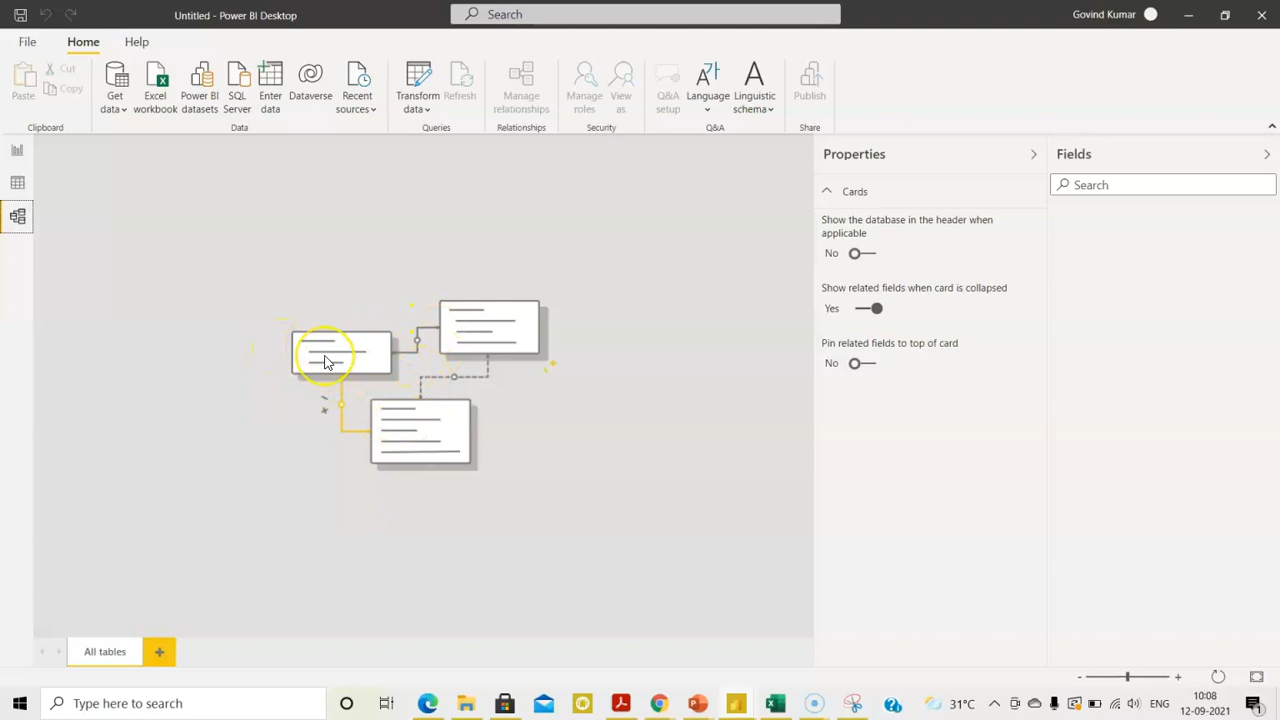 Untitled - Power BI Desktop
Search
Govind Kumar
File
Home
Help
Paste
Cut
Copy
Clipboard
Get data
Excel workbook
Power BI datasets
SQL Server
Enter data
Dataverse
Recent sources
Data
Transform data
Refresh
Queries
Manage relationships
Relationships
Manage roles
View as
Security
Q&A setup
Language
Linguistic schema
Q&A
Publish
Share
Properties
Cards
Show the database in the header when
applicable
No
Show related fields when card is collapsed
Yes
Pin related fields to top of card
No
Fields
Search
All tables
Type here to search
31°C
ENG
10:08
12-09-2021
1